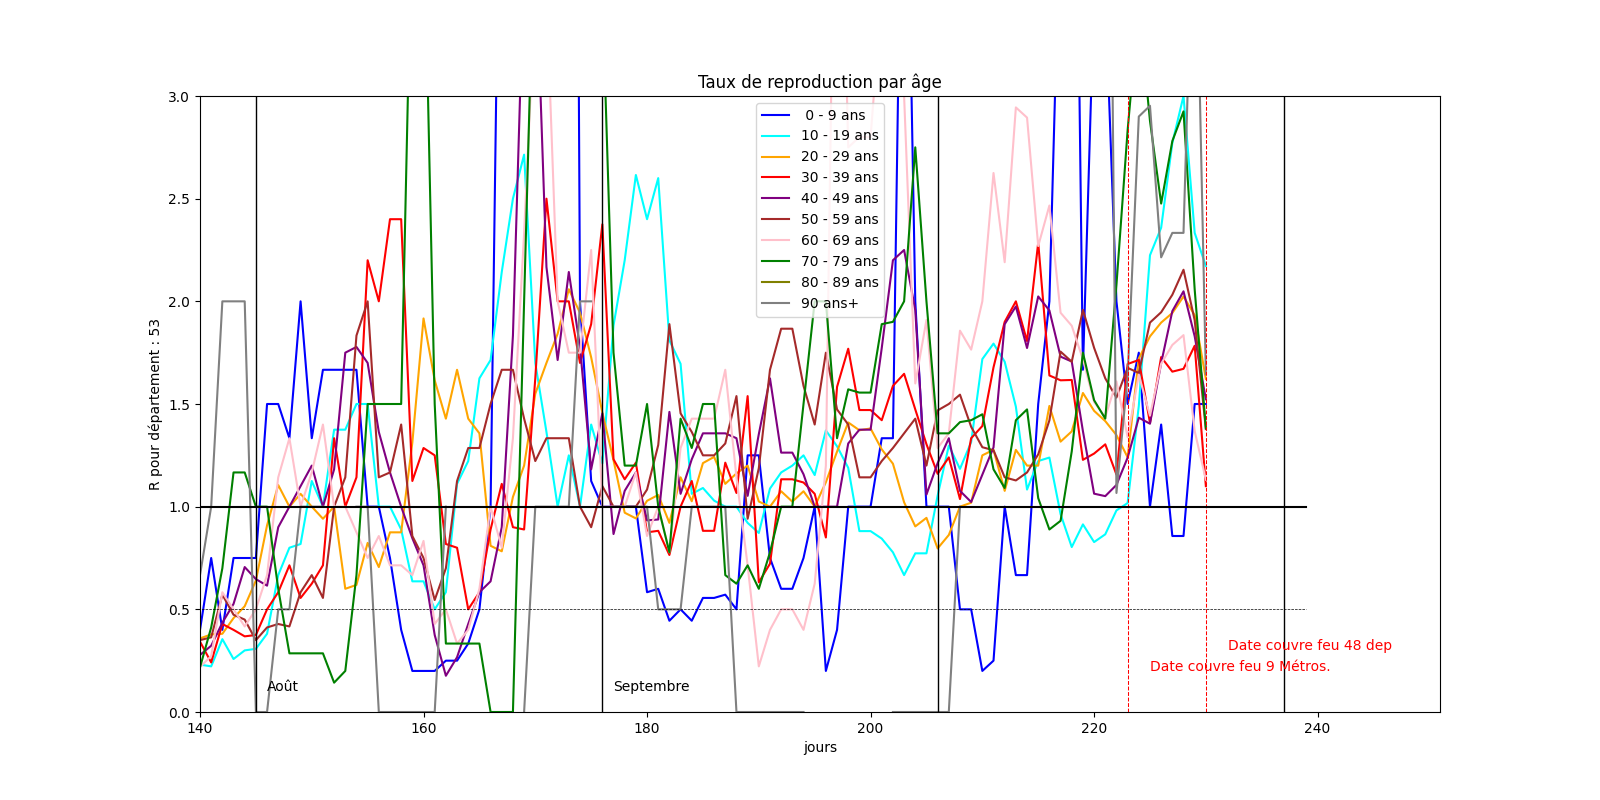 Taux de reproduction par âge
3.0
2.5
2.0
1.5
1.0
0.5
0.0
R pour département : 53
0 - 9 ans
10 - 19 ans
20 - 29 ans
30 - 39 ans
40 - 49 ans
50 - 59 ans
60 - 69 ans
70 - 79 ans
80 - 89 ans
90 ans+
Date couvre feu 48 dep
Date couvre feu 9 Métros.
Août
Septembre
140
160
180
200
220
240
jours